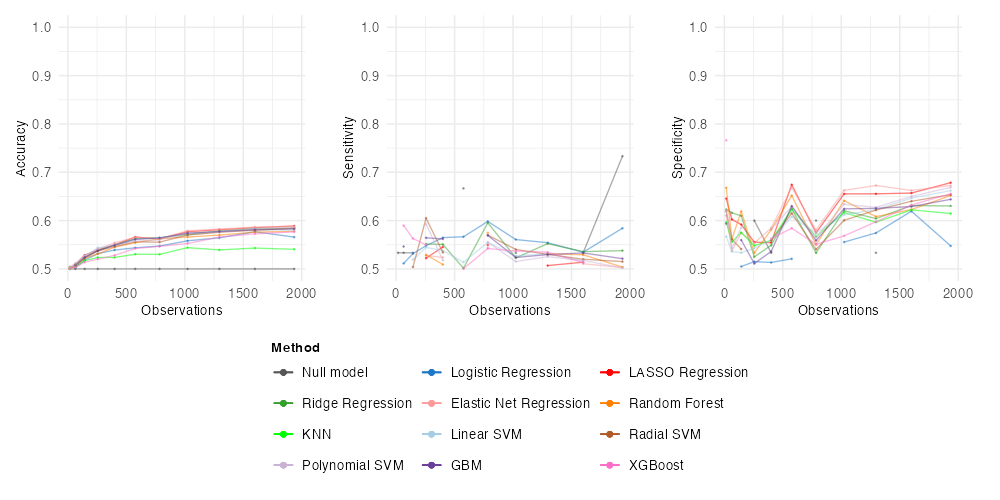 Accuracy
1.0
0.9
0.8
0.7
0.6
0.5
0 500 1000 1500 2000
Observations
Sensitivity
1.0
0.9
0.8
0.7
0.6
0.5
0 500 1000 1500 2000
Observations
Specificity
1.0
0.9
0.8
0.7
0.6
0.5
0 500 1000 1500 2000
Observations
Method
Null model Logistic Regression LASSO Regression
Ridge Regression Elastic Net Regression Random Forest
KNN Linear SVM Radial SVM
Polynomial SVM GBM XGBoost